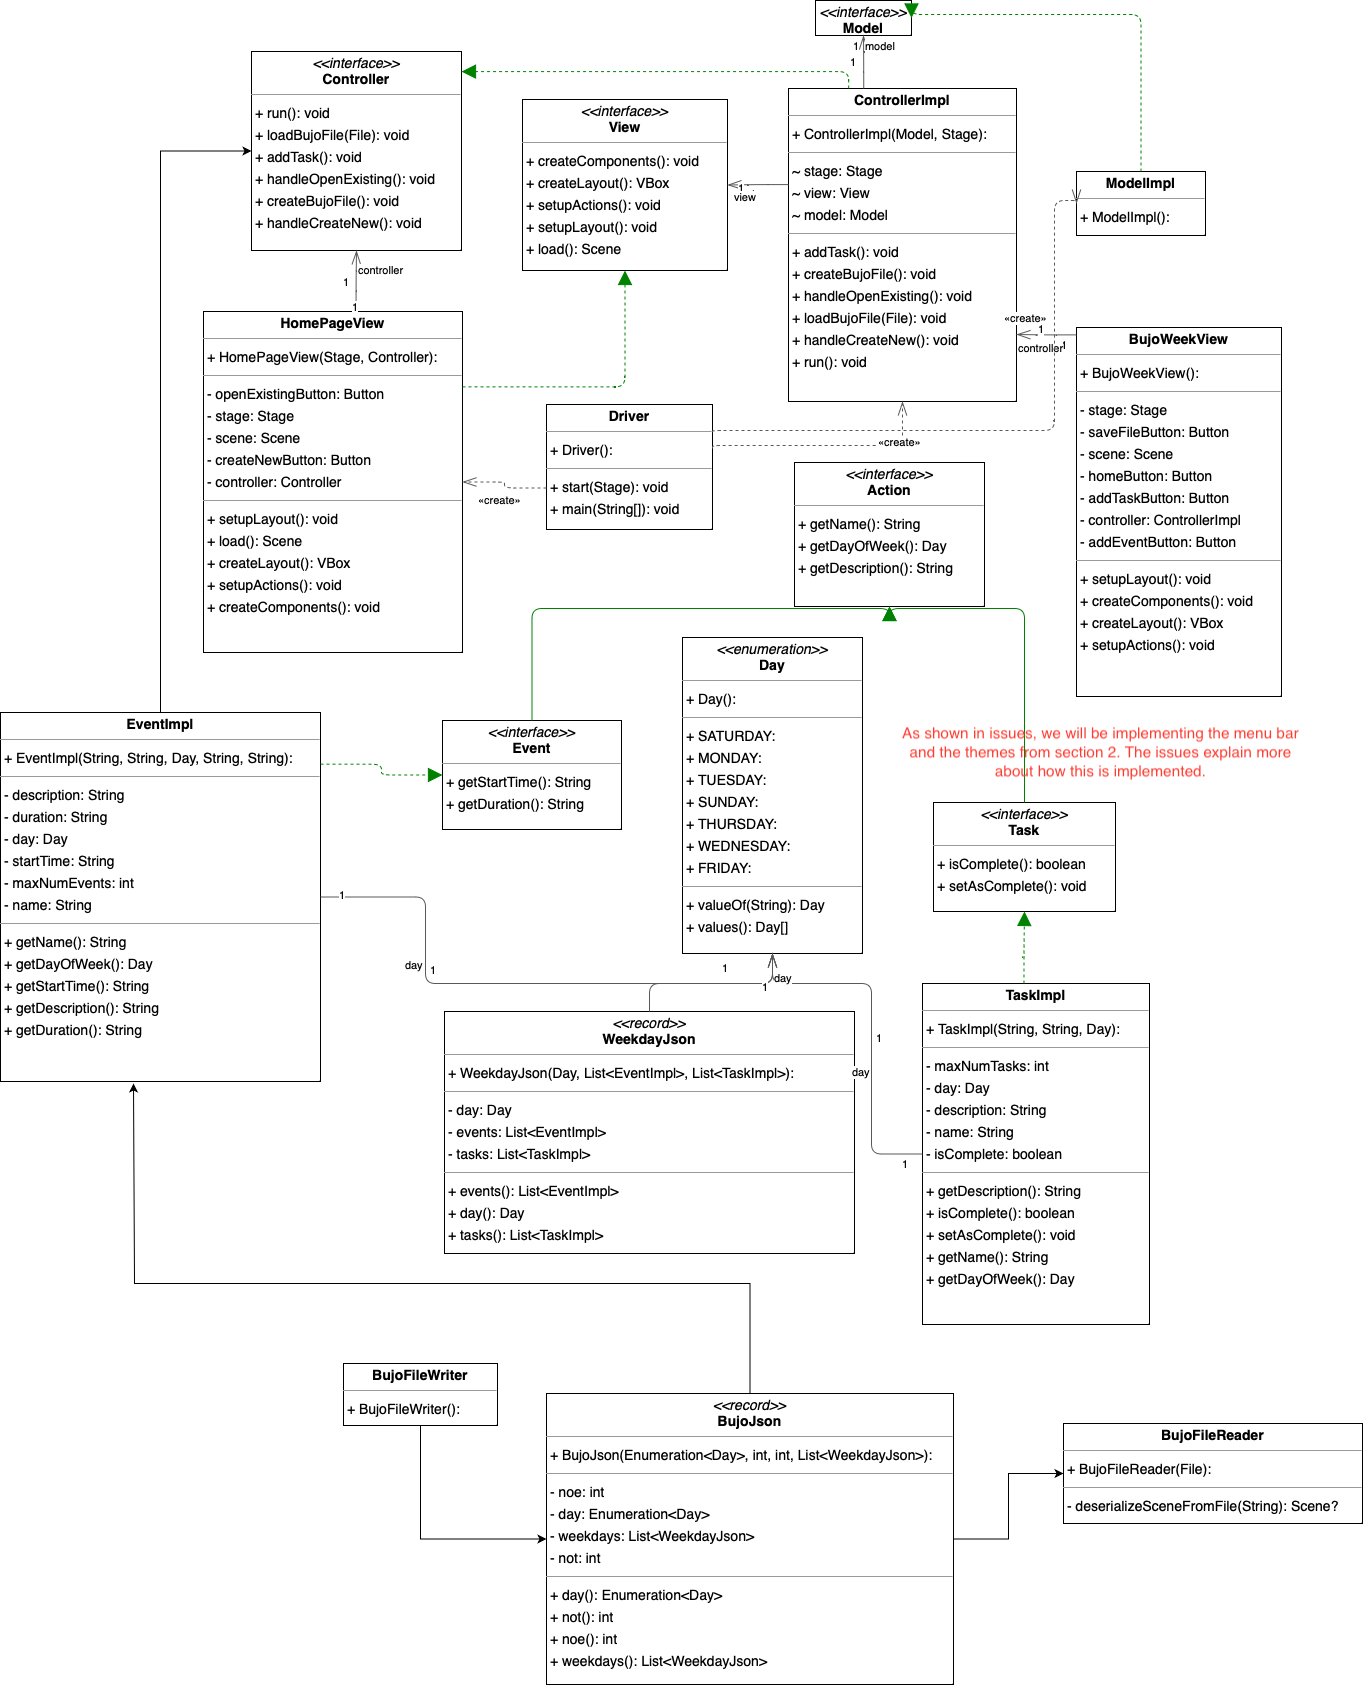 <<interface>>
Model
1
model
1
<<interface>>
Controller
+ run(): void
+ loadBujoFile(File): void
+ addTask(): void
+ handleOpenExisting(): void
+ createBujoFile(): void
+ handleCreateNew(): void
<<interface>>
View
+ createComponents(): void
+ createLayout(): VBox
+ setupActions(): void
+ setupLayout(): void
+ load(): Scene
1
view
ControllerImpl
+ ControllerImpl(Model, Stage):
~ stage: Stage
~ view: View
~ model: Model
+ addTask(): void
+ createBujoFile(): void
+ handleOpenExisting(): void
+ loadBujoFile(File): void
+ handleCreateNew(): void
+ run(): void
ModelImpl
+ ModelImpl():
controller
1
1
HomePageView
+ HomePageView(Stage, Controller):
- openExistingButton: Button
- stage: Stage
- scene: Scene
- createNewButton: Button
- controller: Controller
+ setupLayout(): void
+ load(): Scene
+ createLayout(): VBox
+ setupActions(): void
+ createComponents(): void
«create»
1
controller
1
BujoWeekView
+ BujoWeekView():
- stage: Stage
- saveFileButton: Button
- scene: Scene
- homeButton: Button
- addTaskButton: Button
- controller: ControllerImpl
- addEventButton: Button
+ setupLayout(): void
+ createComponents(): void
+ createLayout(): VBox
+ setupActions(): void
Driver
+ Driver():
+ start(Stage): void
+ main(String[]): void
«create»
«create»
<<interface>>
Action
+ getName(): String
+ getDayOfWeek(): Day
+ getDescription(): String
<<enumeration>>
Day
+ Day():
+ SATURDAY:
+ MONDAY:
+ TUESDAY:
+ SUNDAY:
+ THURSDAY:
+ WEDNESDAY:
+ FRIDAY:
+ valueOf(String): Day
+ values(): Day[]
EventImpl
+ EventImpl(String, String, Day, String, String):
- description: String
- duration: String
- day: Day
- startTime: String
- maxNumEvents: int
- name: String
+ getName(): String
+ getDayOfWeek(): Day
+ getStartTime(): String
+ getDescription(): String
+ getDuration(): String
<<interface>>
Event
+ getStartTime(): String
+ getDuration(): String
As shown in issues, we will be implementing the menu bar
and the themes from section 2. The issues explain more
about how this is implemented.
<<interface>>
Task
+ isComplete(): boolean
+ setAsComplete(): void
1
day
1
1
day
1
<<record>>
WeekdayJson
+ WeekdayJson(Day, List<EventImpl>, List<TaskImpl>):
- day: Day
- events: List<EventImpl>
- tasks: List<TaskImpl>
+ events(): List<EventImpl>
+ day(): Day
+ tasks(): List<TaskImpl>
1
day
1
TaskImpl
+ TaskImpl(String, String, Day):
- maxNumTasks: int
- day: Day
- description: String
- name: String
- isComplete: boolean
+ getDescription(): String
+ isComplete(): boolean
+ setAsComplete(): void
+ getName(): String
+ getDayOfWeek(): Day
BujoFileWriter
+ BujoFileWriter():
<<record>>
BujoJson
+ BujoJson(Enumeration<Day>, int, int, List<WeekdayJson>):
- noe: int
- day: Enumeration<Day>
- weekdays: List<WeekdayJson>
- not: int
+ day(): Enumeration<Day>
+ not(): int
+ noe(): int
+ weekdays(): List<WeekdayJson>
BujoFileReader
+ BujoFileReader(File):
- deserializeSceneFromFile(String): Scene?